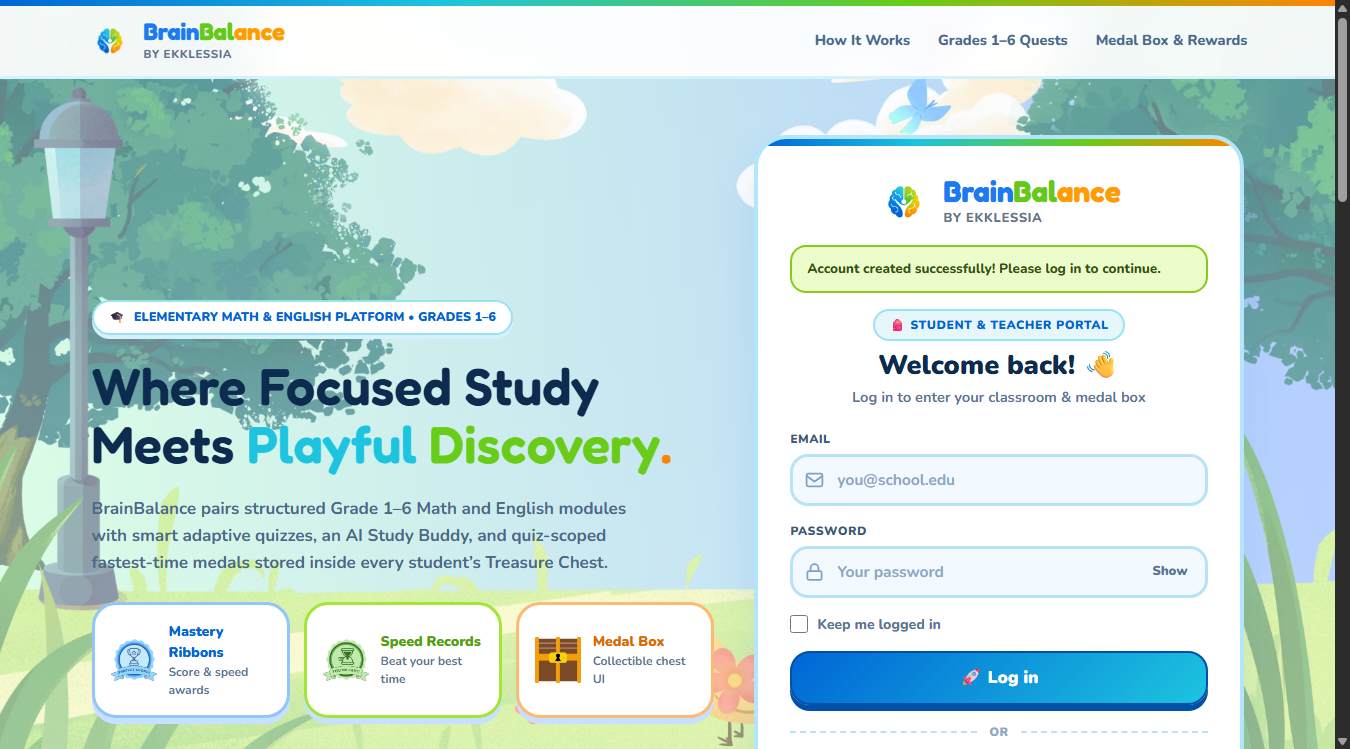 BrainBalance
BY EKKLESSIA
How It Works
Grades 1–6 Quests
Medal Box & Rewards
ELEMENTARY MATH & ENGLISH PLATFORM • GRADES 1–6
Where Focused Study
Meets Playful Discovery.
BrainBalance pairs structured Grade 1–6 Math and English modules
with smart adaptive quizzes, an AI Study Buddy, and quiz-scoped
fastest-time medals stored inside every student’s Treasure Chest.
Mastery
Ribbons
Score & speed
awards
Speed Records
Beat your best
time
Medal Box
Collectible chest
UI
BrainBalance
BY EKKLESSIA
Account created successfully! Please log in to continue.
STUDENT & TEACHER PORTAL
Welcome back!
Log in to enter your classroom & medal box
EMAIL
you@school.edu
PASSWORD
Your password
Show
Keep me logged in
Log in
OR